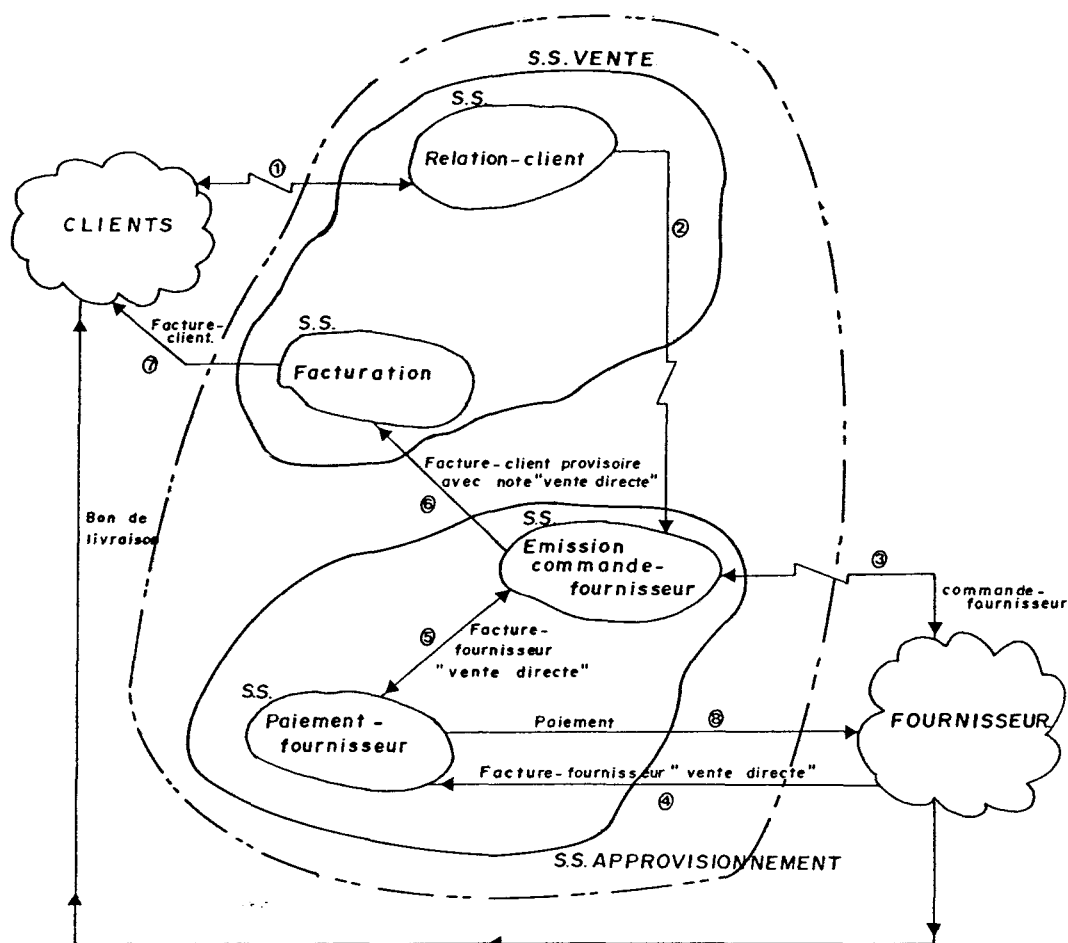 S.S. VENTE
S.S.
Relation-client
①
CLIENTS
②
Facture-
client.
⑦
S.S.
Facturation
Facture-client provisoire
avec note "vente directe"
⑥
Bon de
livraison
S.S.
Emission
commande-
fournisseur
③
commande-
fournisseur
⑤
Facture-
fournisseur
"vente directe"
S.S.
Paiement-
fournisseur
Paiement
⑧
FOURNISSEUR
Facture-fournisseur "vente directe"
④
S.S. APPROVISIONNEMENT